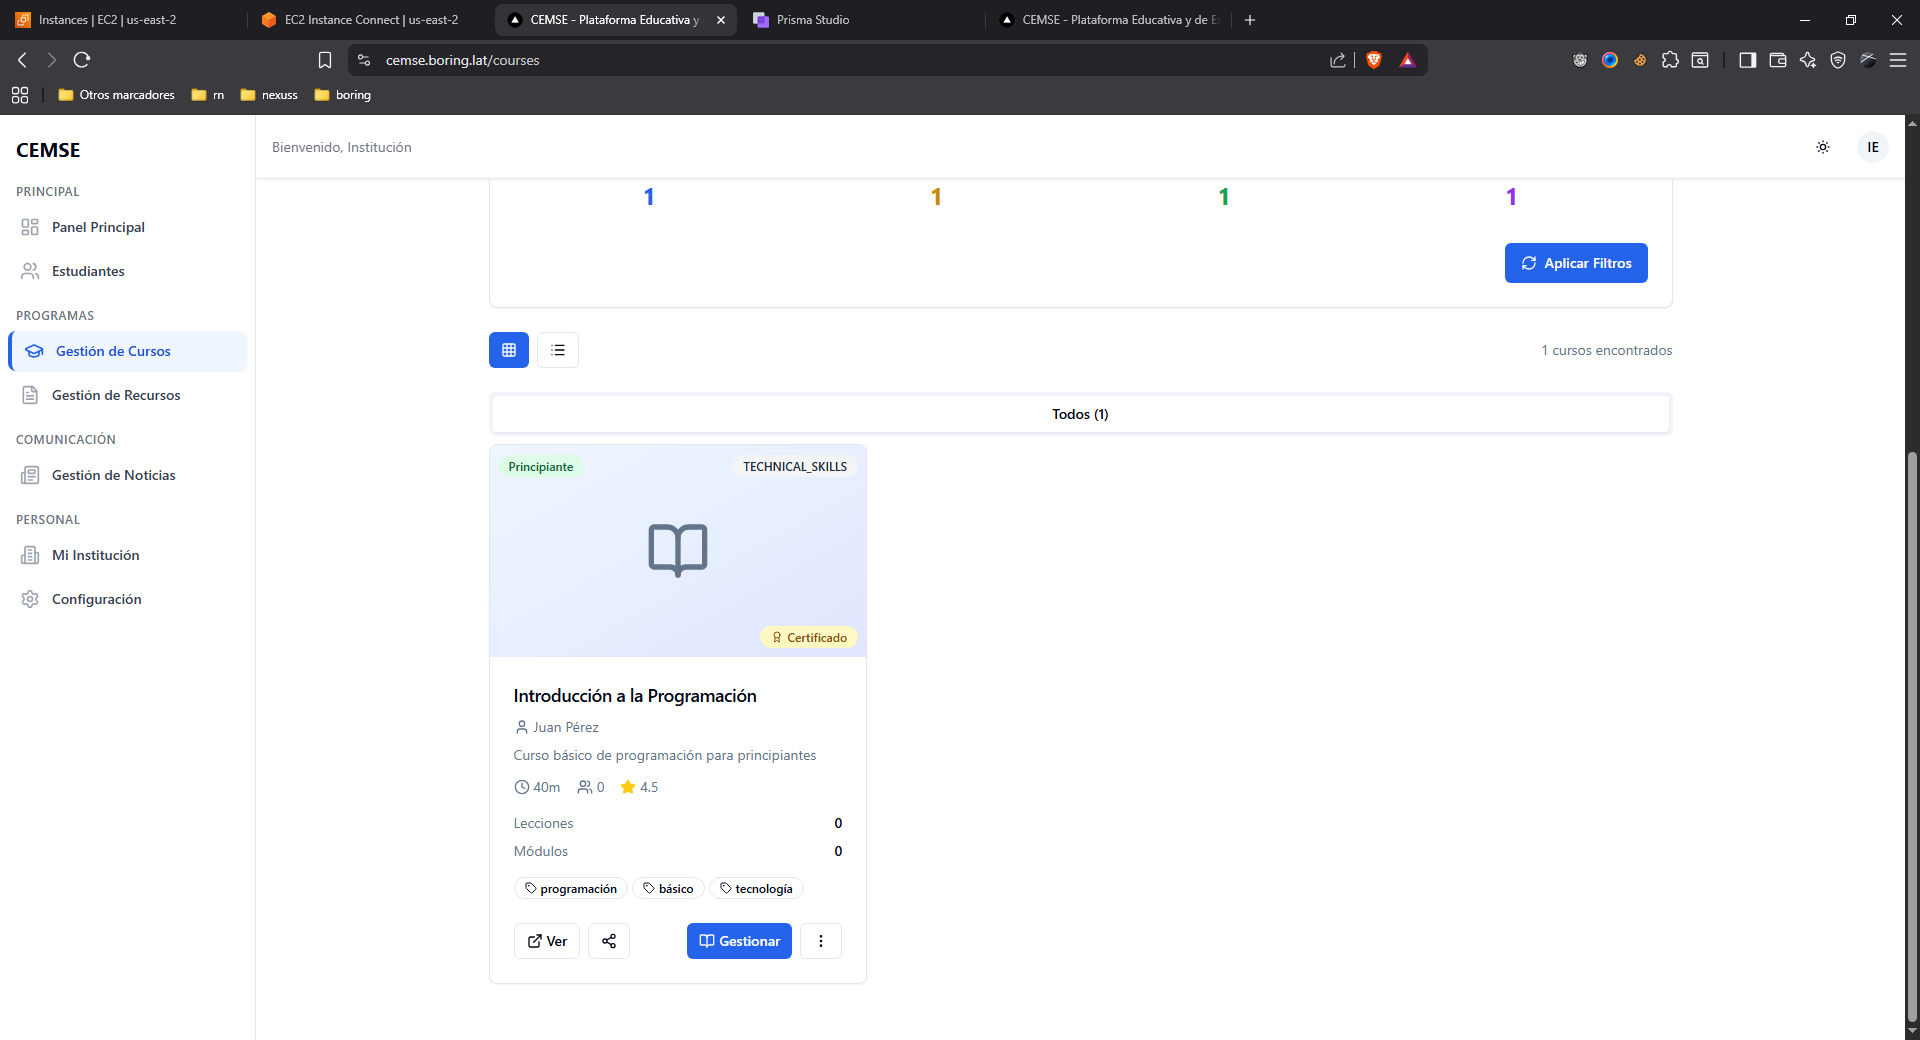 Instances | EC2 | us-east-2
EC2 Instance Connect | us-east-2
CEMSE - Plataforma Educativa y
Prisma Studio
CEMSE - Plataforma Educativa y de E
cemse.boring.lat/courses
Otros marcadores
rn
nexuss
boring
CEMSE
PRINCIPAL
Panel Principal
Estudiantes
PROGRAMAS
Gestión de Cursos
Gestión de Recursos
COMUNICACIÓN
Gestión de Noticias
PERSONAL
Mi Institución
Configuración
Bienvenido, Institución
IE
1
1
1
1
Aplicar Filtros
1 cursos encontrados
Todos (1)
Principiante
TECHNICAL_SKILLS
Certificado
Introducción a la Programación
Juan Pérez
Curso básico de programación para principiantes
40m 0 4.5
Lecciones 0
Módulos 0
programación básico tecnología
Ver
Gestionar